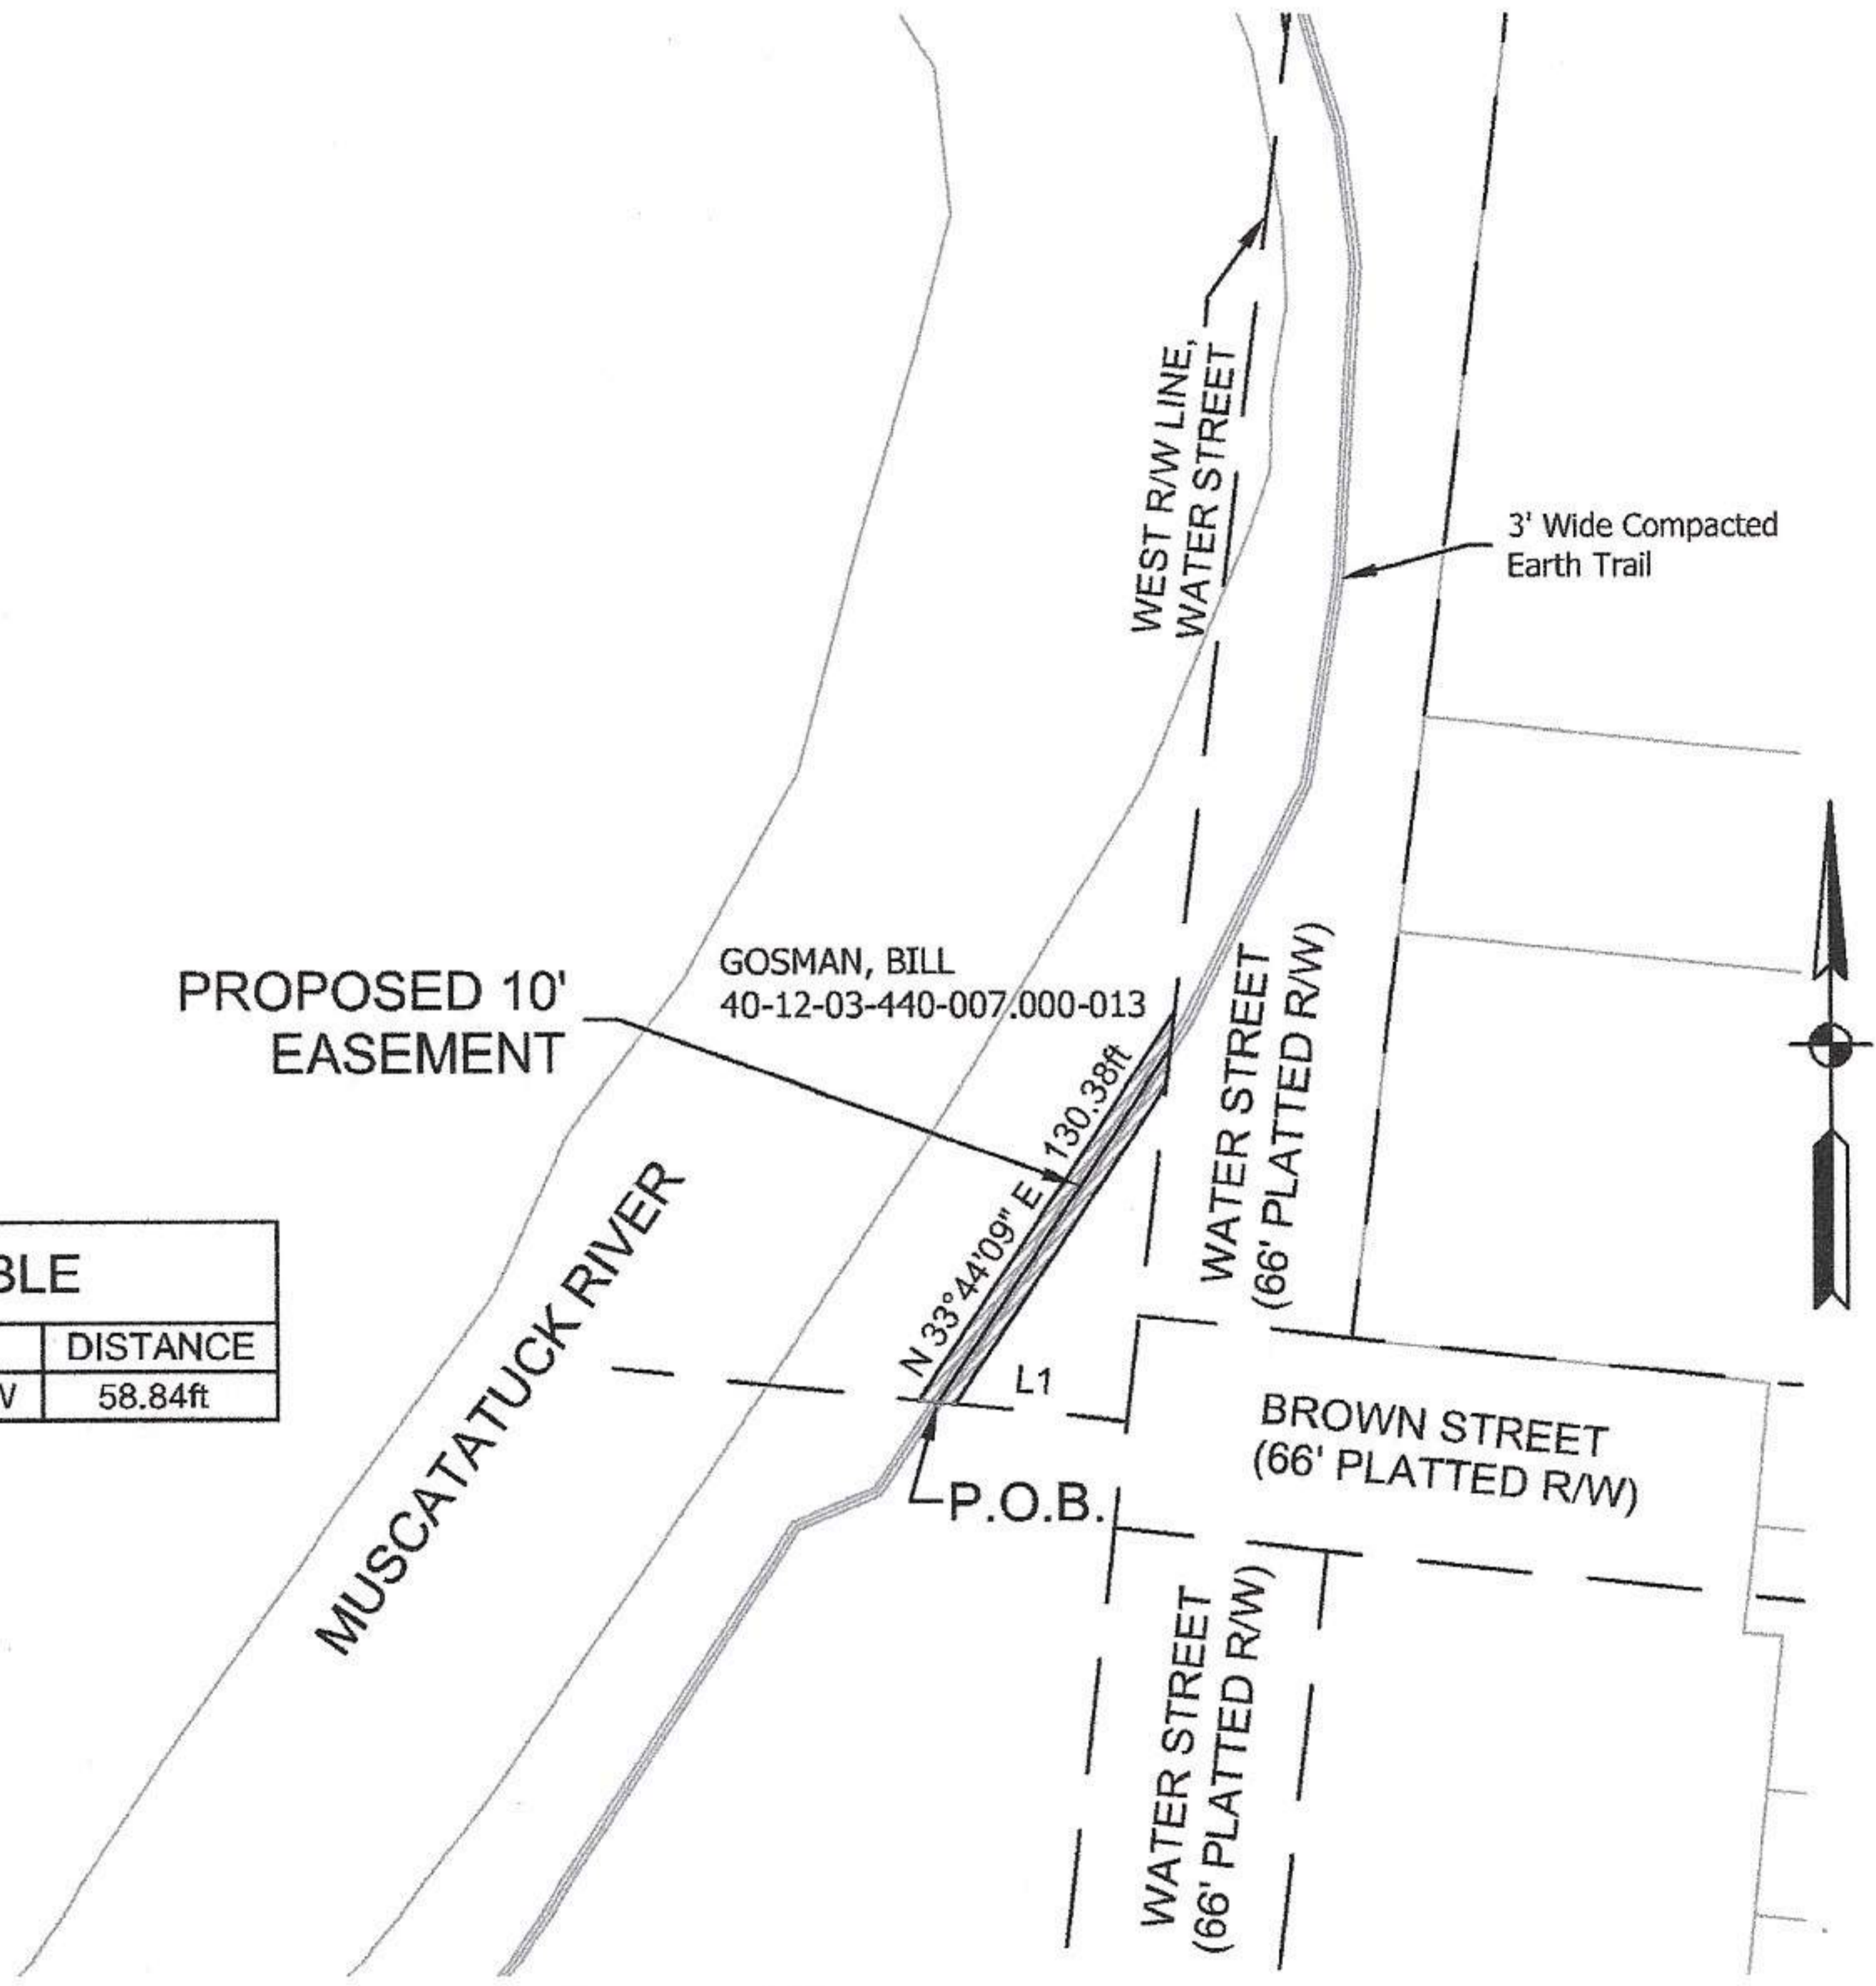 WEST R/W LINE,
WATER STREET
3' Wide Compacted
Earth Trail
PROPOSED 10'
EASEMENT
GOSMAN, BILL
40-12-03-440-007.000-013
N 33°44'09" E 130.38ft
WATER STREET
(66' PLATTED R/W)
MUSCATATUCK RIVER
DISTANCE
W 58.84ft
L1
BROWN STREET
(66' PLATTED R/W)
P.O.B.
WATER STREET
(66' PLATTED R/W)